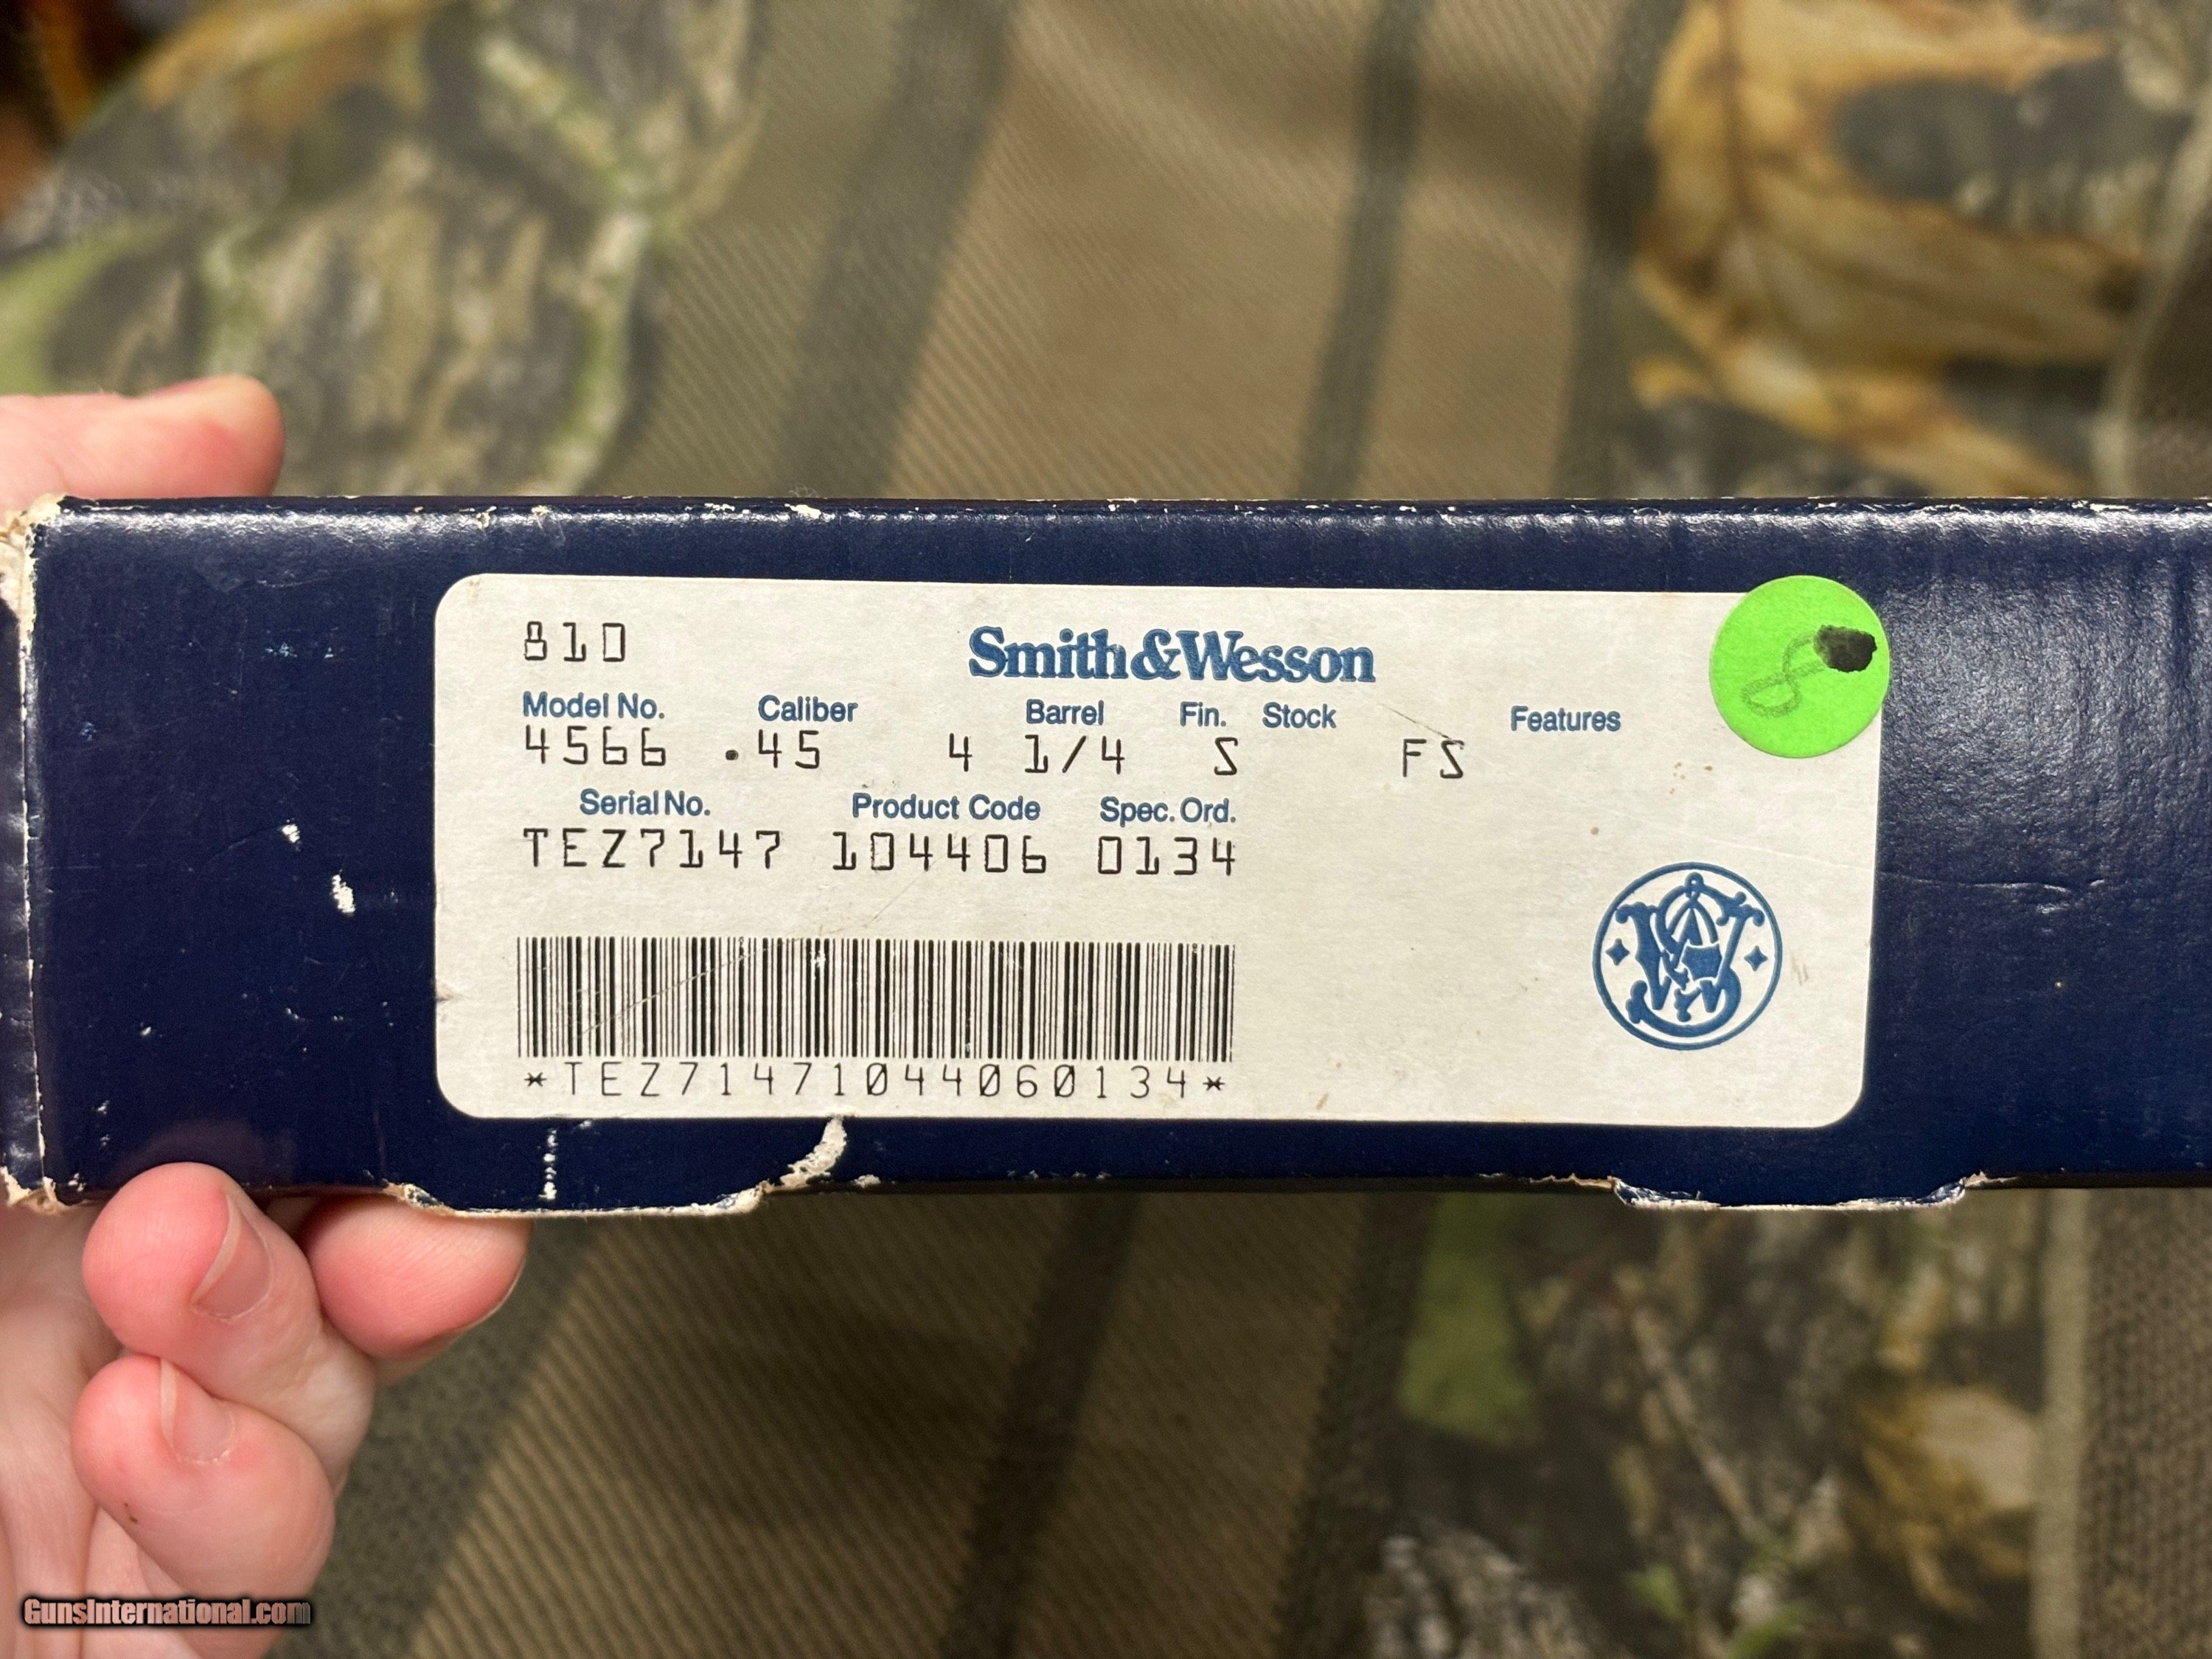 810
Smith&Wesson
Model No. Caliber Barrel Fin. Stock Features
4566 .45 4 1/4 S FS
Serial No. Product Code Spec. Ord.
TEZ7147 104406 0134
*TEZ71471044060134*
8
GunsInternational.com